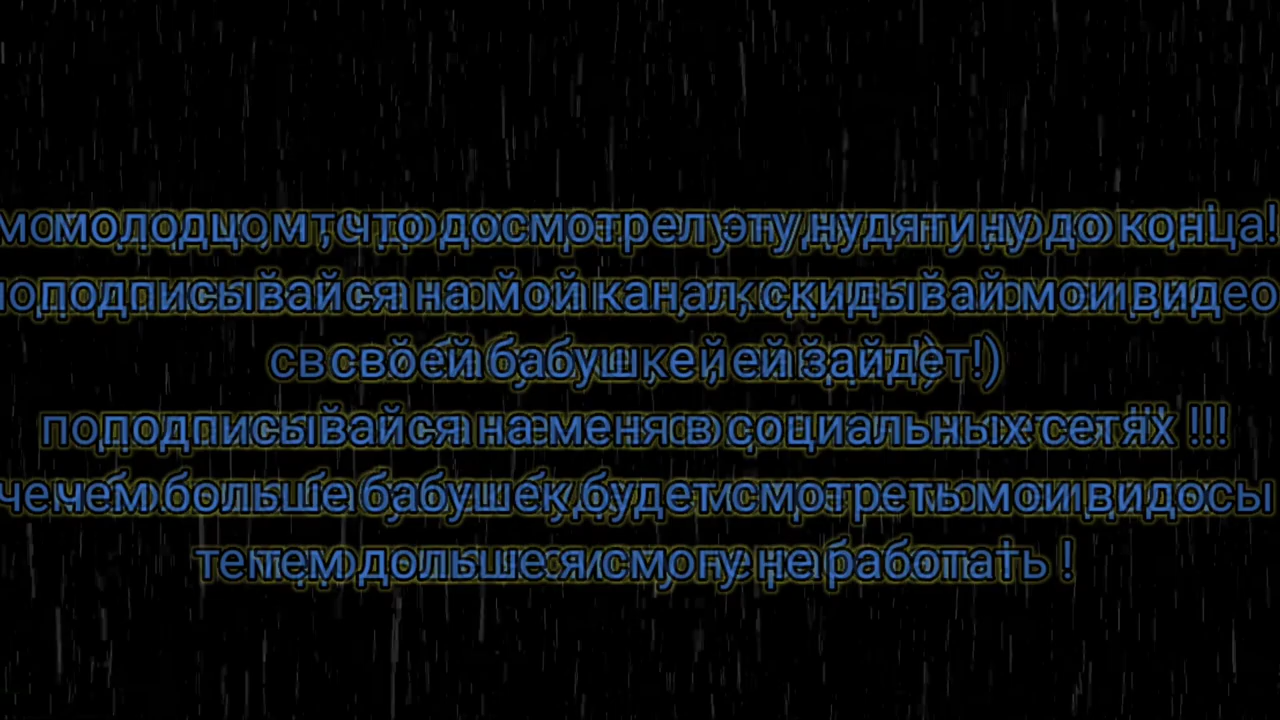 молодцом, что досмотрел эту нудятину до конца!
подписывайся на мой канал, скидывай мои видео
своей бабушке, ей зайдёт!)
подписывайся на меня в социальных сетях !!!
чем больше бабушек будет смотреть мои видосы
тем дольше я смогу не работать !